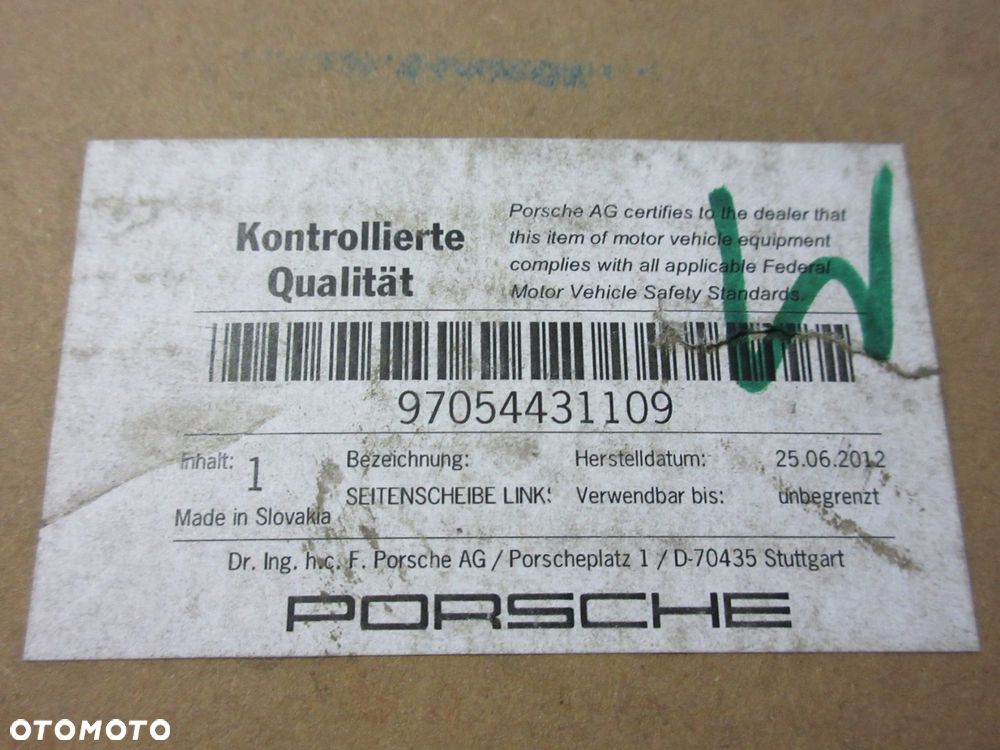 Kontrollierte
Qualität
Porsche AG certifies to the dealer that
this item of motor vehicle equipment
complies with all applicable Federal
Motor Vehicle Safety Standards.
97054431109
Inhalt: 1
Bezeichnung:
Herstelldatum: 25.06.2012
SEITENSCHEIBE LINKS
Verwendbar bis: unbegrenzt
Made in Slovakia
Dr. Ing. h.c. F. Porsche AG / Porscheplatz 1 / D-70435 Stuttgart
PORSCHE
OTOMOTO